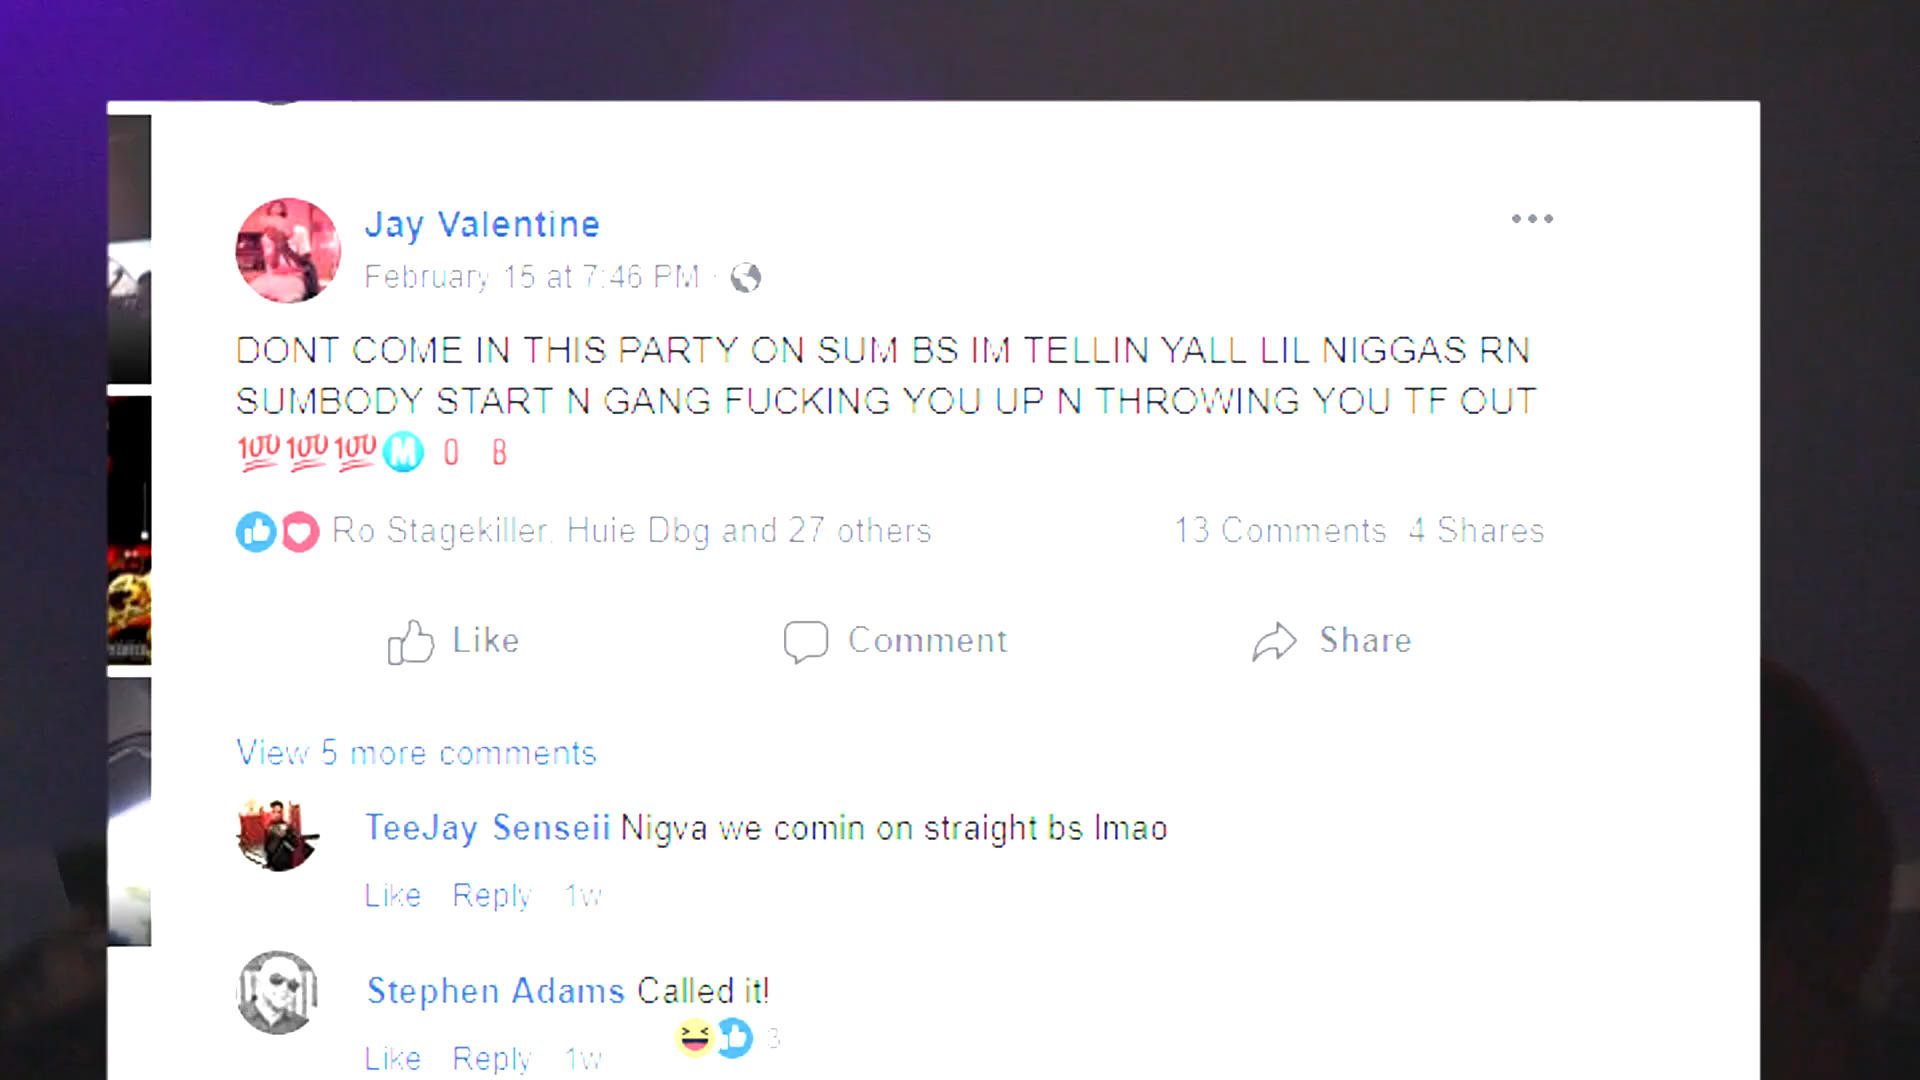 Jay Valentine
February 15 at 7:46 PM ·
DONT COME IN THIS PARTY ON SUM BS IM TELLIN YALL LIL NIGGAS RN
SUMBODY START N GANG FUCKING YOU UP N THROWING YOU TF OUT
💯💯💯Ⓜ️ 0 B
Ro Stagekiller, Huie Dbg and 27 others
13 Comments 4 Shares
Like Comment Share
View 5 more comments
TeeJay Senseii Nigva we comin on straight bs lmao
Like Reply 1w
Stephen Adams Called it!
3
Like Reply 1w